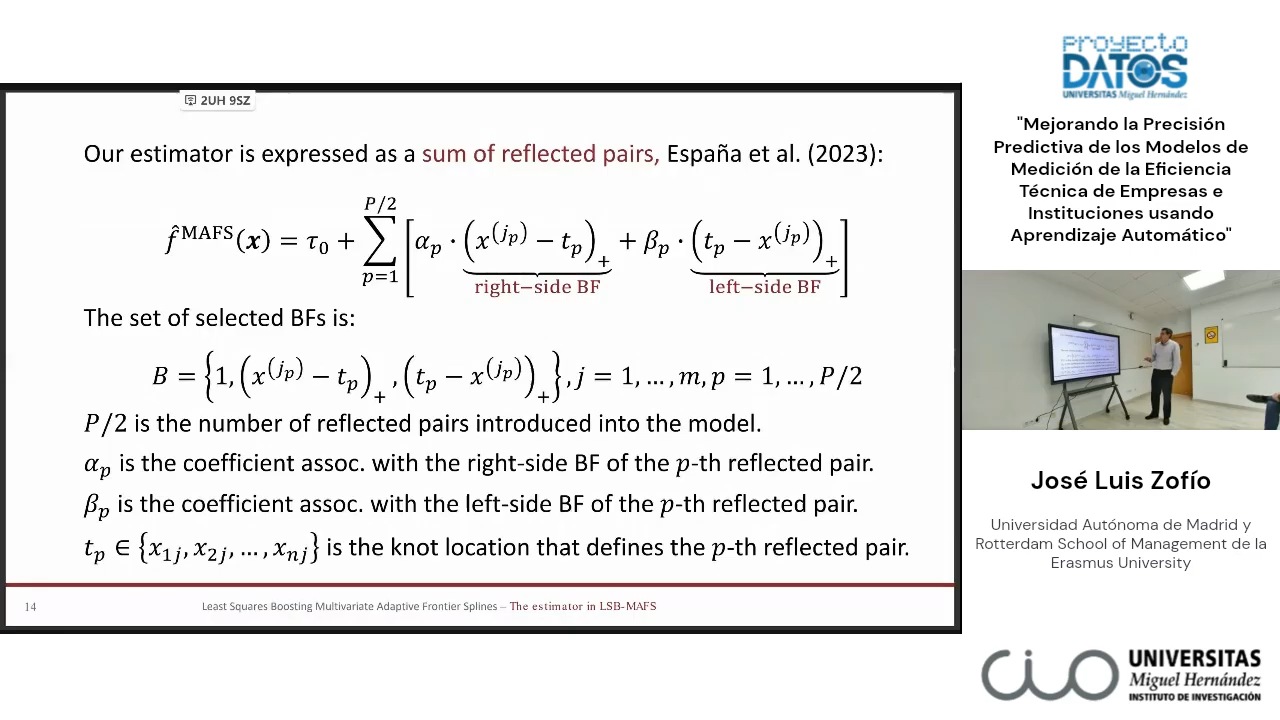 2UH 9SZ
Our estimator is expressed as a sum of reflected pairs, España et al. (2023):
f̂^MAFS(x) = τ₀ + ∑_{p=1}^{P/2} [α_p · (x^(j_p) − t_p)_+ + β_p · (t_p − x^(j_p))_+]
right−side BF left−side BF
The set of selected BFs is:
B = {1, (x^(j_p) − t_p)_+, (t_p − x^(j_p))_+}, j = 1, … , m, p = 1, … , P/2
P/2 is the number of reflected pairs introduced into the model.
α_p is the coefficient assoc. with the right-side BF of the p-th reflected pair.
β_p is the coefficient assoc. with the left-side BF of the p-th reflected pair.
t_p ∈ {x_1j, x_2j, … , x_nj} is the knot location that defines the p-th reflected pair.
14
Least Squares Boosting Multivariate Adaptive Frontier Splines – The estimator in LSB-MAFS
PROYECTO
DATOS
UNIVERSITAS Miguel Hernández
"Mejorando la Precisión
Predictiva de los Modelos de
Medición de la Eficiencia
Técnica de Empresas e
Instituciones usando
Aprendizaje Automático"
José Luis Zofío
Universidad Autónoma de Madrid y
Rotterdam School of Management de la
Erasmus University
CIO
UNIVERSITAS
Miguel Hernández
INSTITUTO DE INVESTIGACIÓN